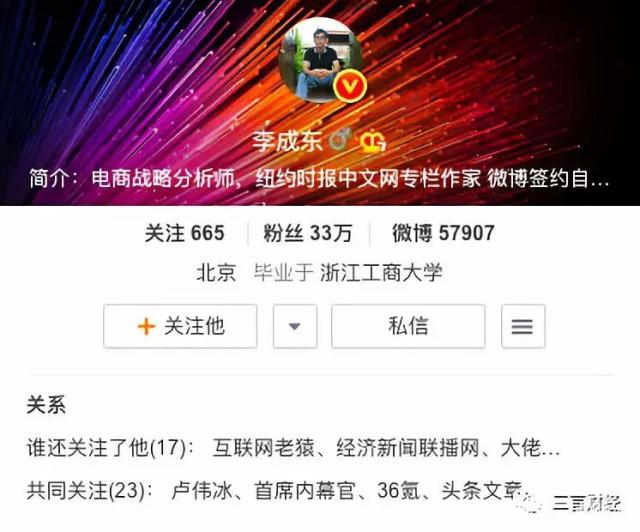 李成东
简介：电商战略分析师，纽约时报中文网专栏作家 微博签约自...
关注 665 粉丝 33万 微博 57907
北京 毕业于 浙江工商大学
+ 关注他 私信
关系
谁还关注了他(17)： 互联网老猿、经济新闻联播网、大佬...
共同关注(23)： 卢伟冰、首席内幕官、36氪、头条文章
三言财经